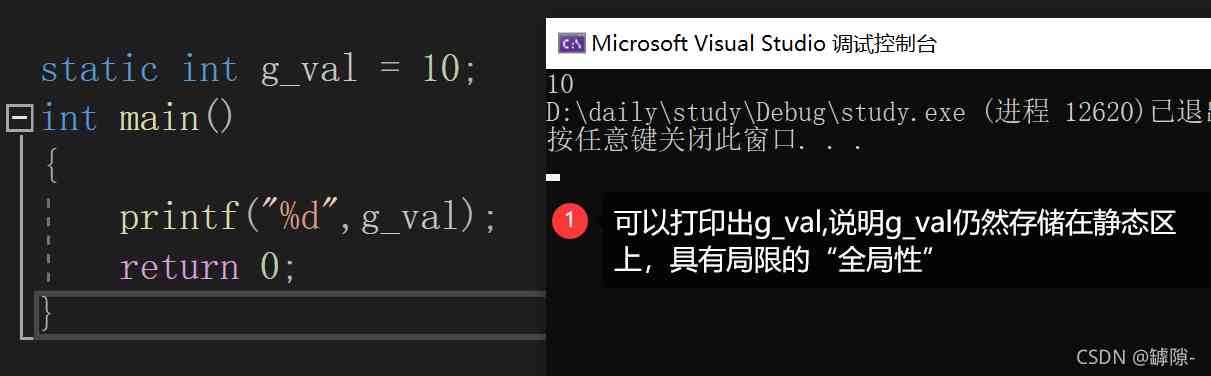 static int g_val = 10;
int main()
{
printf("%d",g_val);
return 0;
}
Microsoft Visual Studio 调试控制台
10
D:\daily\study\Debug\study.exe (进程 12620)已退
按任意键关闭此窗口. . .
1
可以打印出g_val,说明g_val仍然存储在静态区
上，具有局限的“全局性”
CSDN @罅隙-